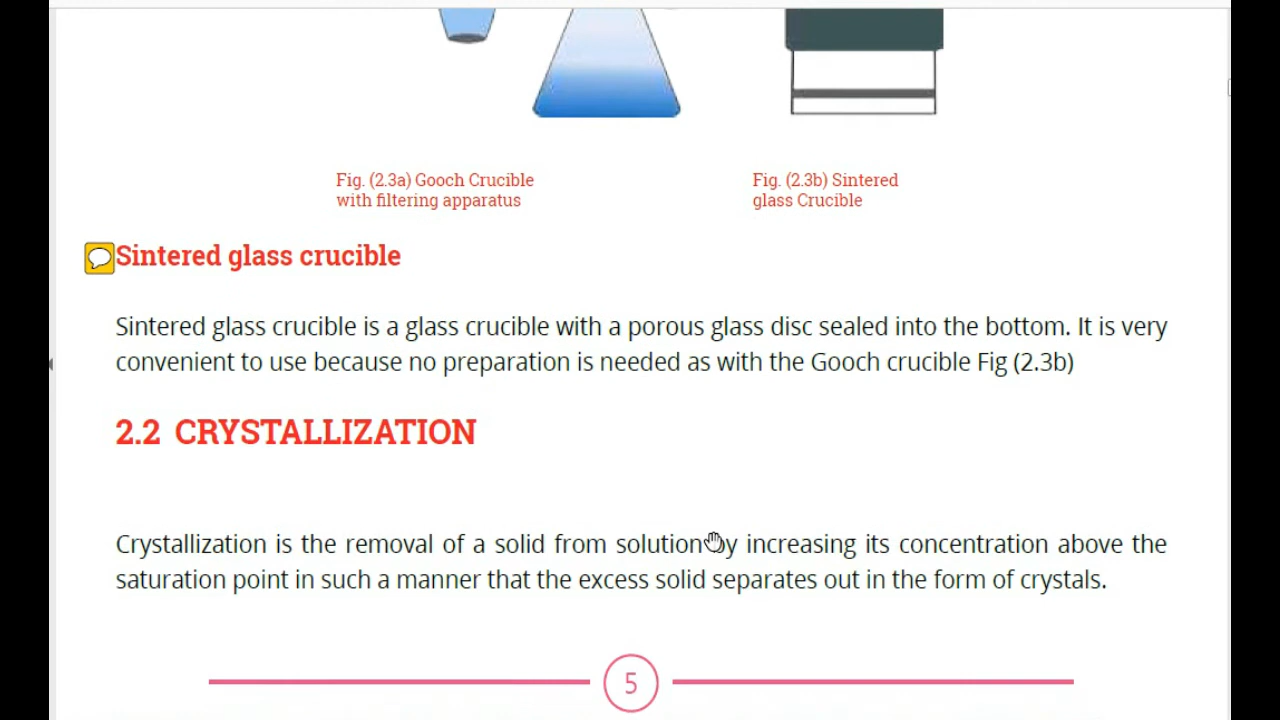 Fig. (2.3a) Gooch Crucible
with filtering apparatus
Fig. (2.3b) Sintered
glass Crucible
Sintered glass crucible
Sintered glass crucible is a glass crucible with a porous glass disc sealed into the bottom. It is very
convenient to use because no preparation is needed as with the Gooch crucible Fig (2.3b)
2.2 CRYSTALLIZATION
Crystallization is the removal of a solid from solution by increasing its concentration above the
saturation point in such a manner that the excess solid separates out in the form of crystals.
5